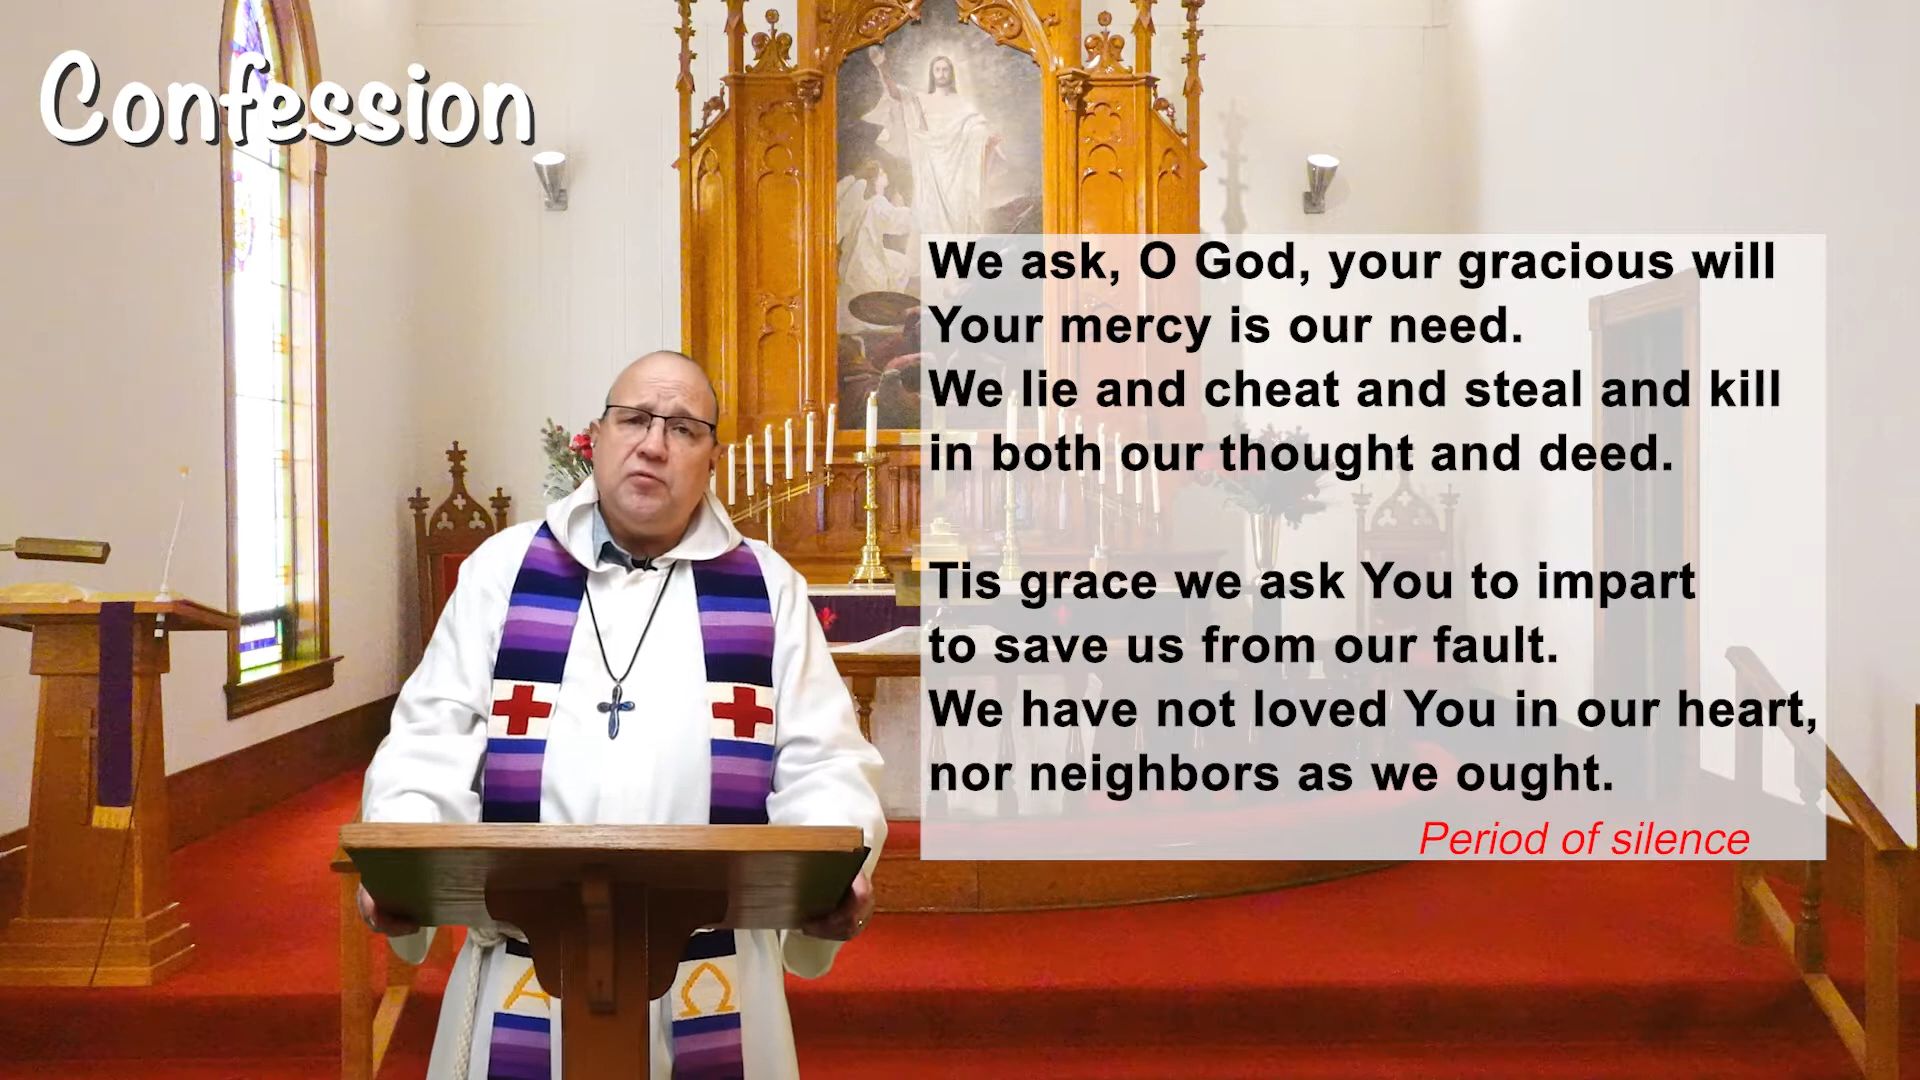 Confession
We ask, O God, your gracious will
Your mercy is our need.
We lie and cheat and steal and kill
in both our thought and deed.
Tis grace we ask You to impart
to save us from our fault.
We have not loved You in our heart,
nor neighbors as we ought.
Period of silence
Α Ω